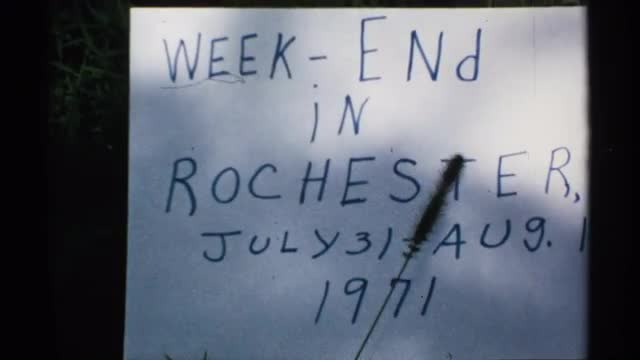 WEEK - ENd
iN
ROCHESTER,
JULY 31 - AUg. 1
1971